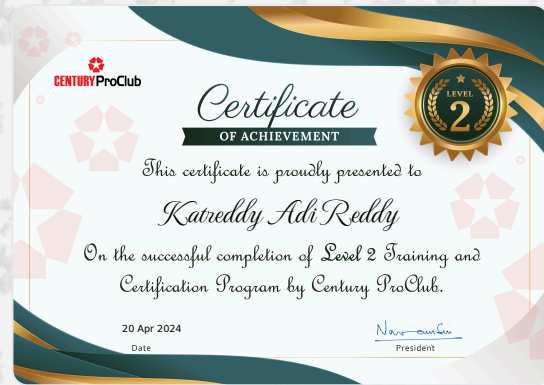 CENTURY ProClub
LEVEL
2
Certificate
OF ACHIEVEMENT
This certificate is proudly presented to
Katreddy Adi Reddy
On the successful completion of Level 2 Training and
Certification Program by Century ProClub.
20 Apr 2024
Date
President